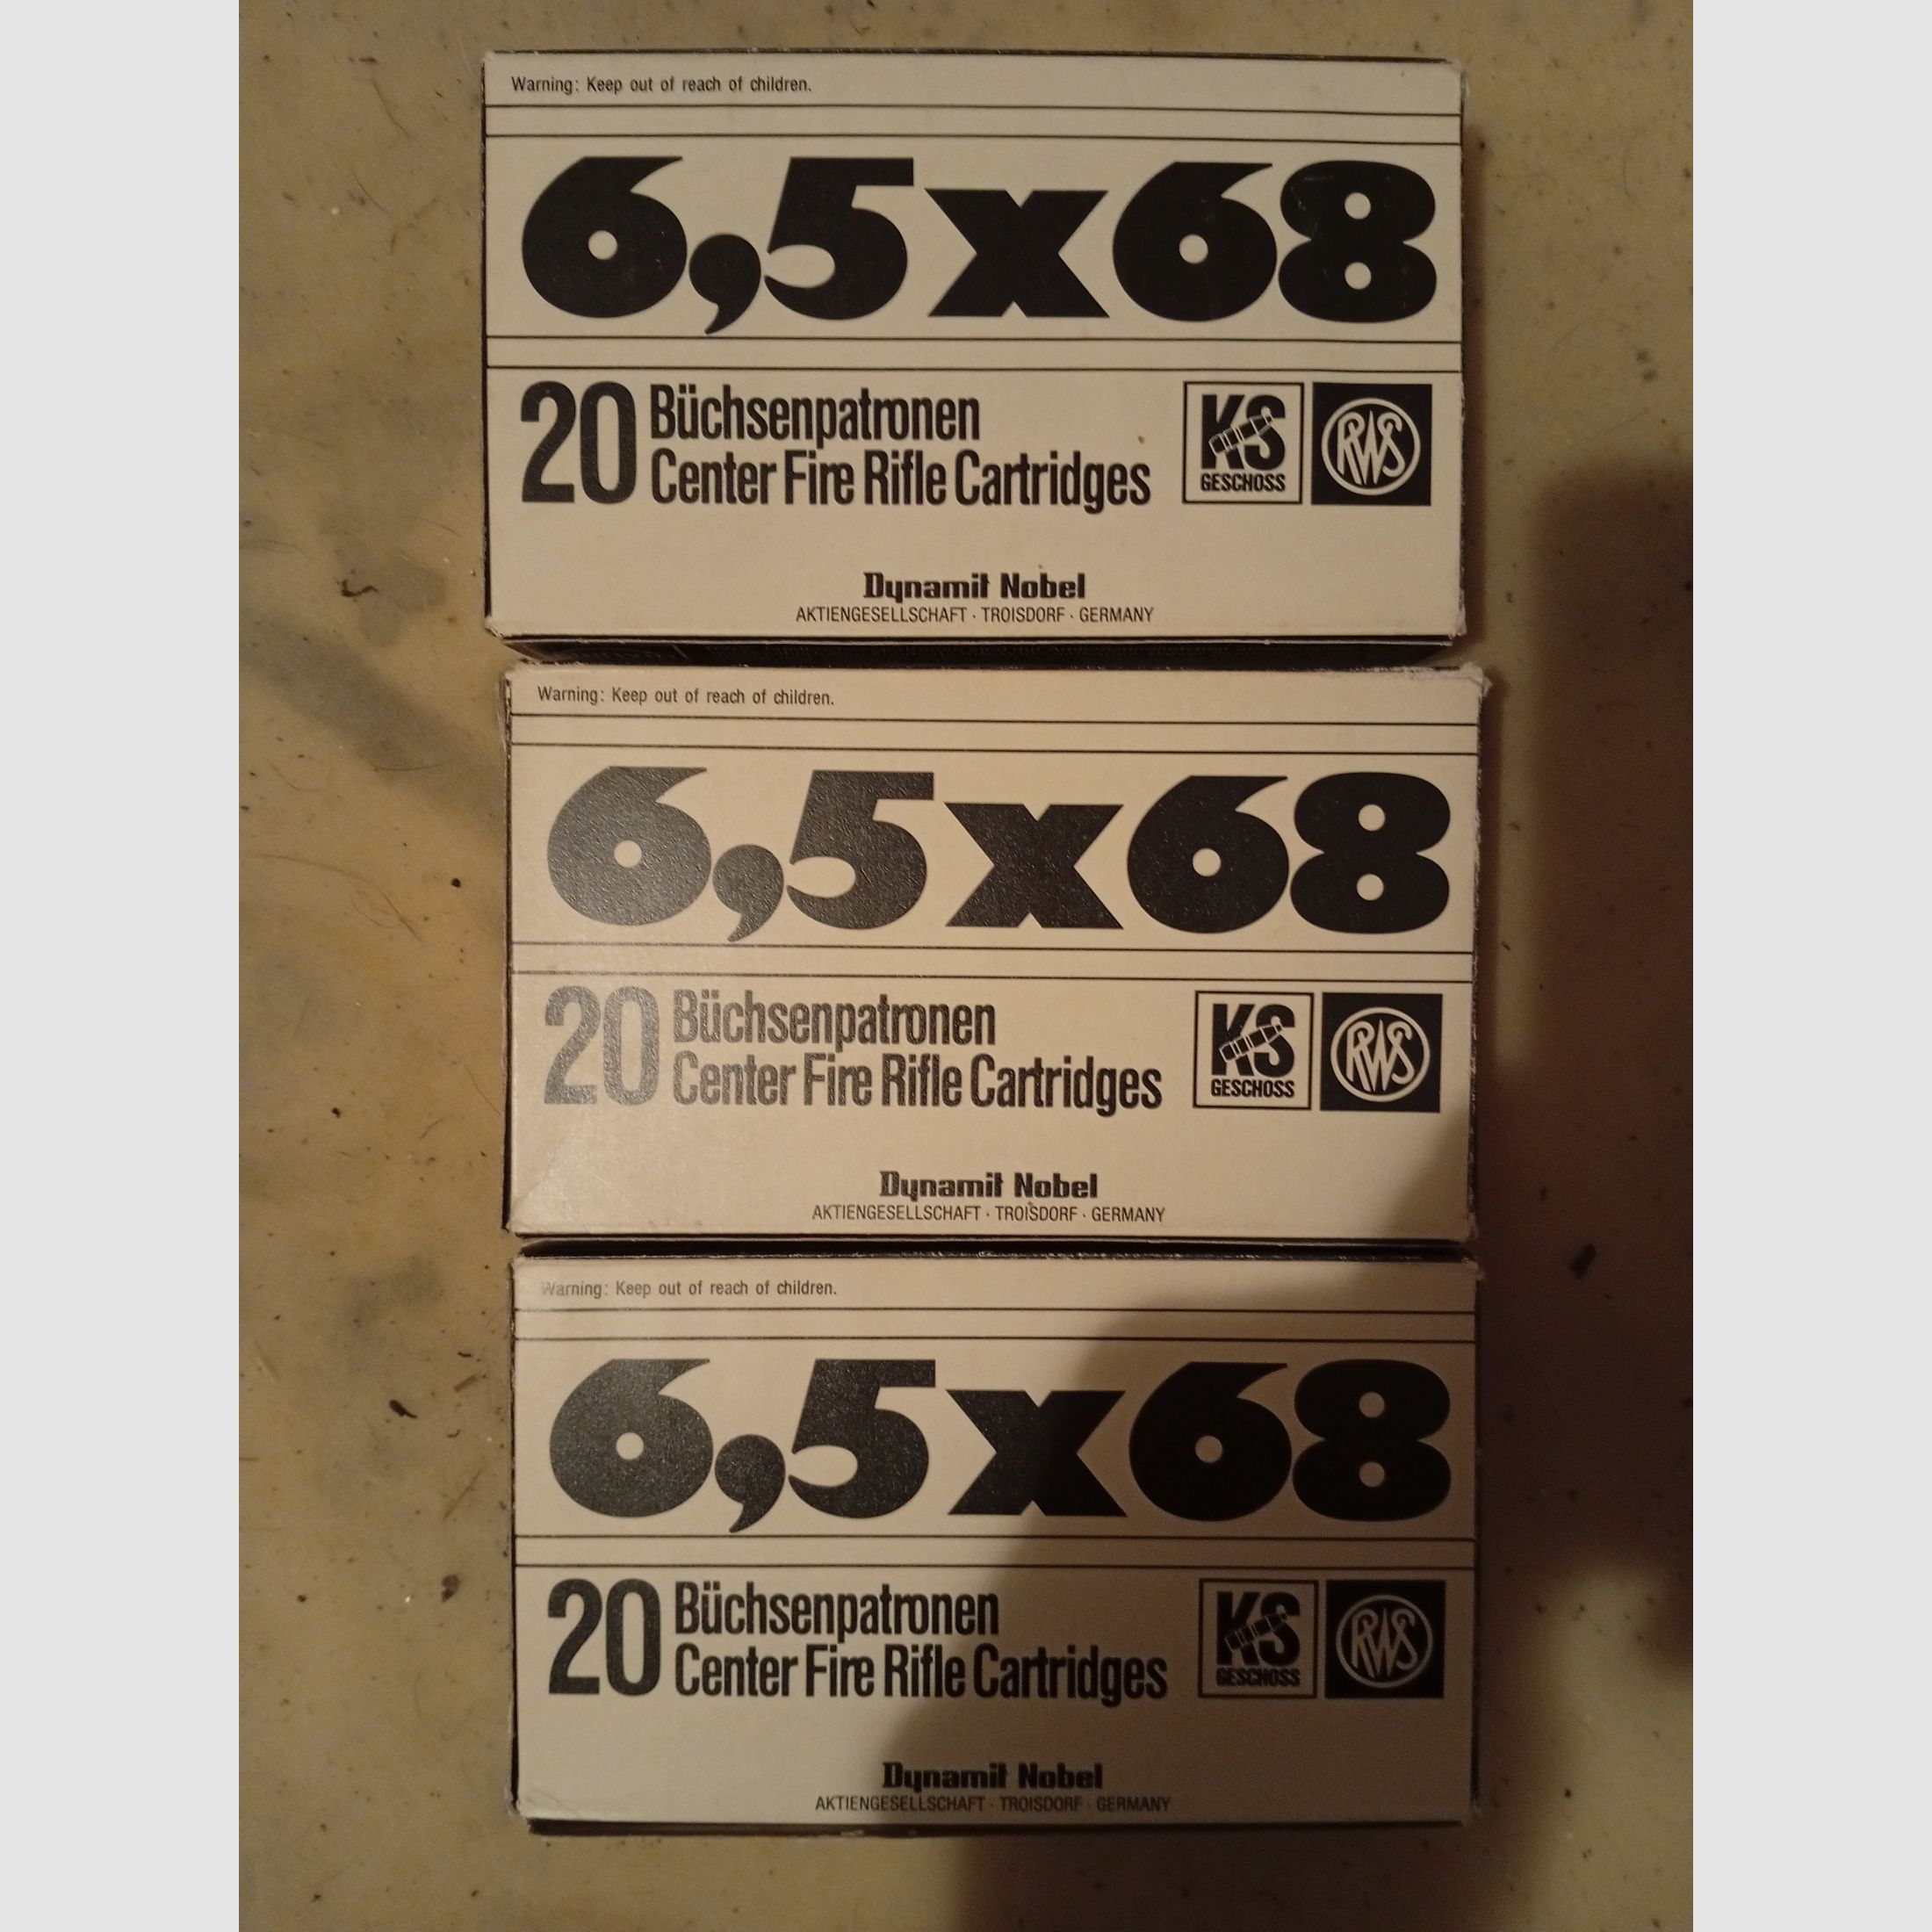 Warning: Keep out of reach of children.
6,5x68
20 Büchsenpatronen
Center Fire Rifle Cartridges
KS
GESCHOSS
RWS
Dynamit Nobel
AKTIENGESELLSCHAFT · TROISDORF · GERMANY
Warning: Keep out of reach of children.
6,5x68
20 Büchsenpatronen
Center Fire Rifle Cartridges
KS
GESCHOSS
RWS
Dynamit Nobel
AKTIENGESELLSCHAFT · TROISDORF · GERMANY
Warning: Keep out of reach of children.
6,5x68
20 Büchsenpatronen
Center Fire Rifle Cartridges
KS
GESCHOSS
RWS
Dynamit Nobel
AKTIENGESELLSCHAFT · TROISDORF · GERMANY